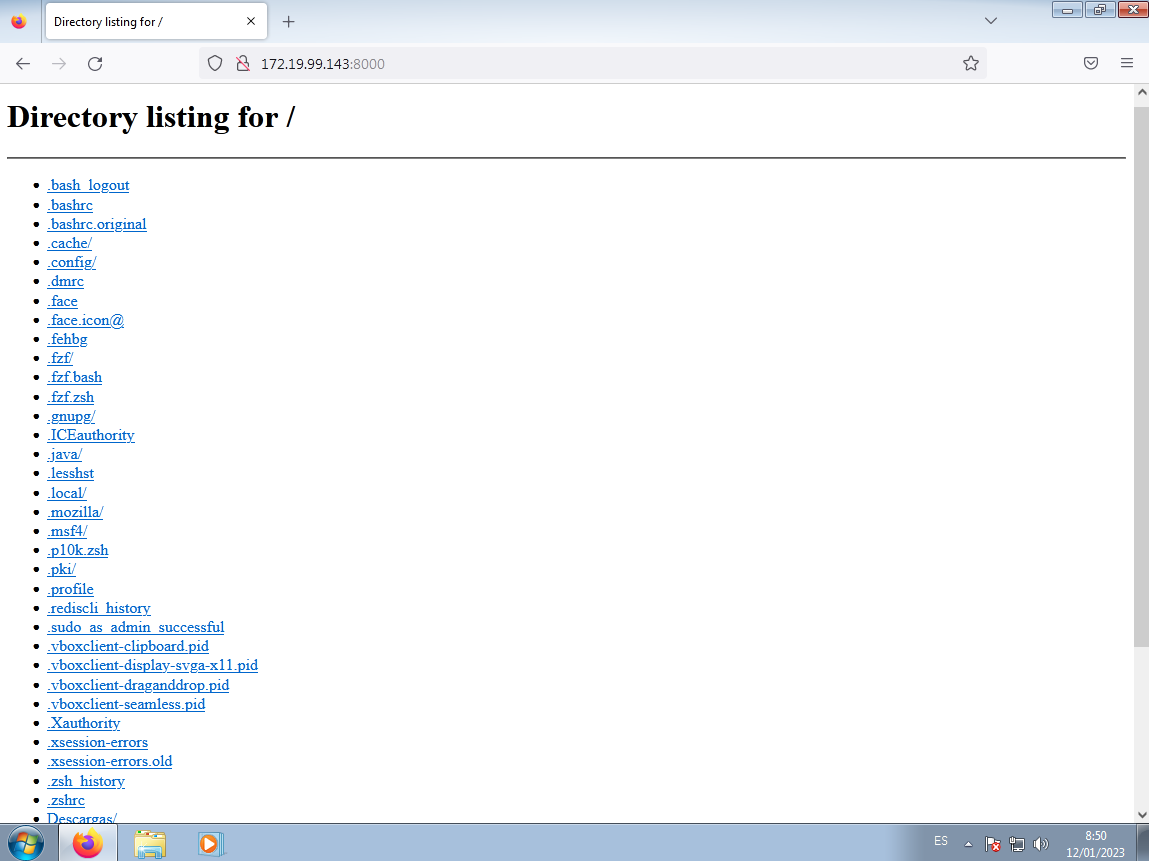 Directory listing for /
172.19.99.143:8000
Directory listing for /
.bash_logout
.bashrc
.bashrc.original
.cache/
.config/
.dmrc
.face
.face.icon@
.fehbg
.fzf/
.fzf.bash
.fzf.zsh
.gnupg/
.ICEauthority
.java/
.lesshst
.local/
.mozilla/
.msf4/
.p10k.zsh
.pki/
.profile
.rediscli_history
.sudo_as_admin_successful
.vboxclient-clipboard.pid
.vboxclient-display-svga-x11.pid
.vboxclient-draganddrop.pid
.vboxclient-seamless.pid
.Xauthority
.xsession-errors
.xsession-errors.old
.zsh_history
.zshrc
Descargas/
ES
8:50
12/01/2023